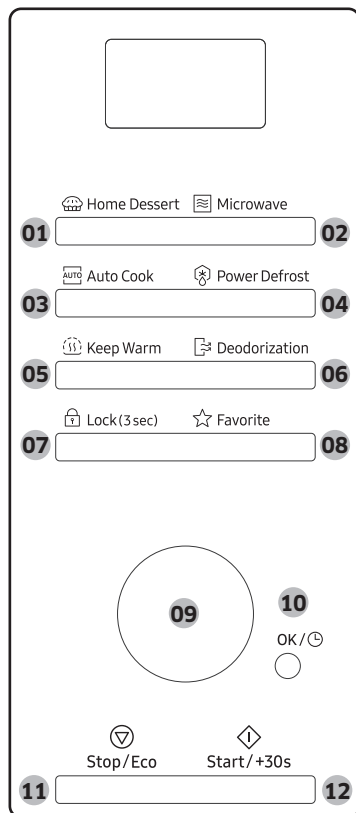 Home Dessert Microwave
01 02
AUTO Auto Cook Power Defrost
03 04
Keep Warm Deodorization
05 06
Lock(3 sec) Favorite
07 08
09
10
OK/
Stop/Eco Start/+30s
11 12